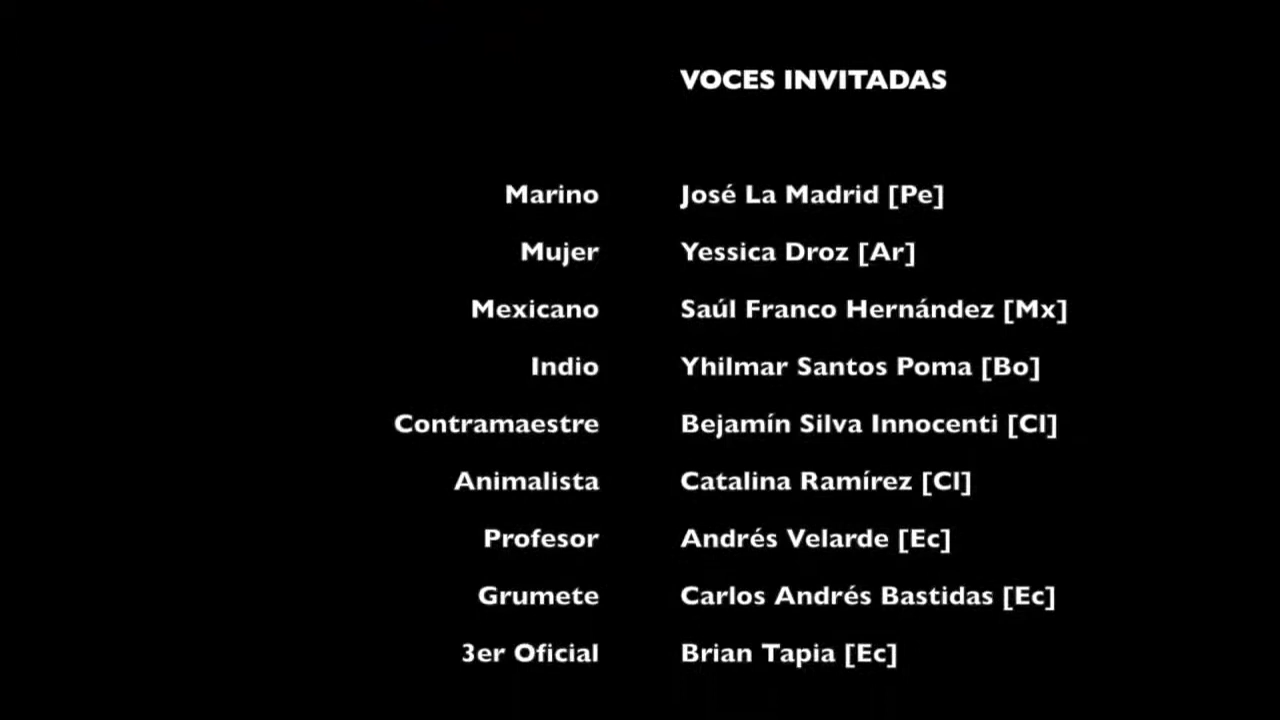 VOCES INVITADAS
Marino José La Madrid [Pe]
Mujer Yessica Droz [Ar]
Mexicano Saúl Franco Hernández [Mx]
Indio Yhilmar Santos Poma [Bo]
Contramaestre Bejamín Silva Innocenti [Cl]
Animalista Catalina Ramírez [Cl]
Profesor Andrés Velarde [Ec]
Grumete Carlos Andrés Bastidas [Ec]
3er Oficial Brian Tapia [Ec]